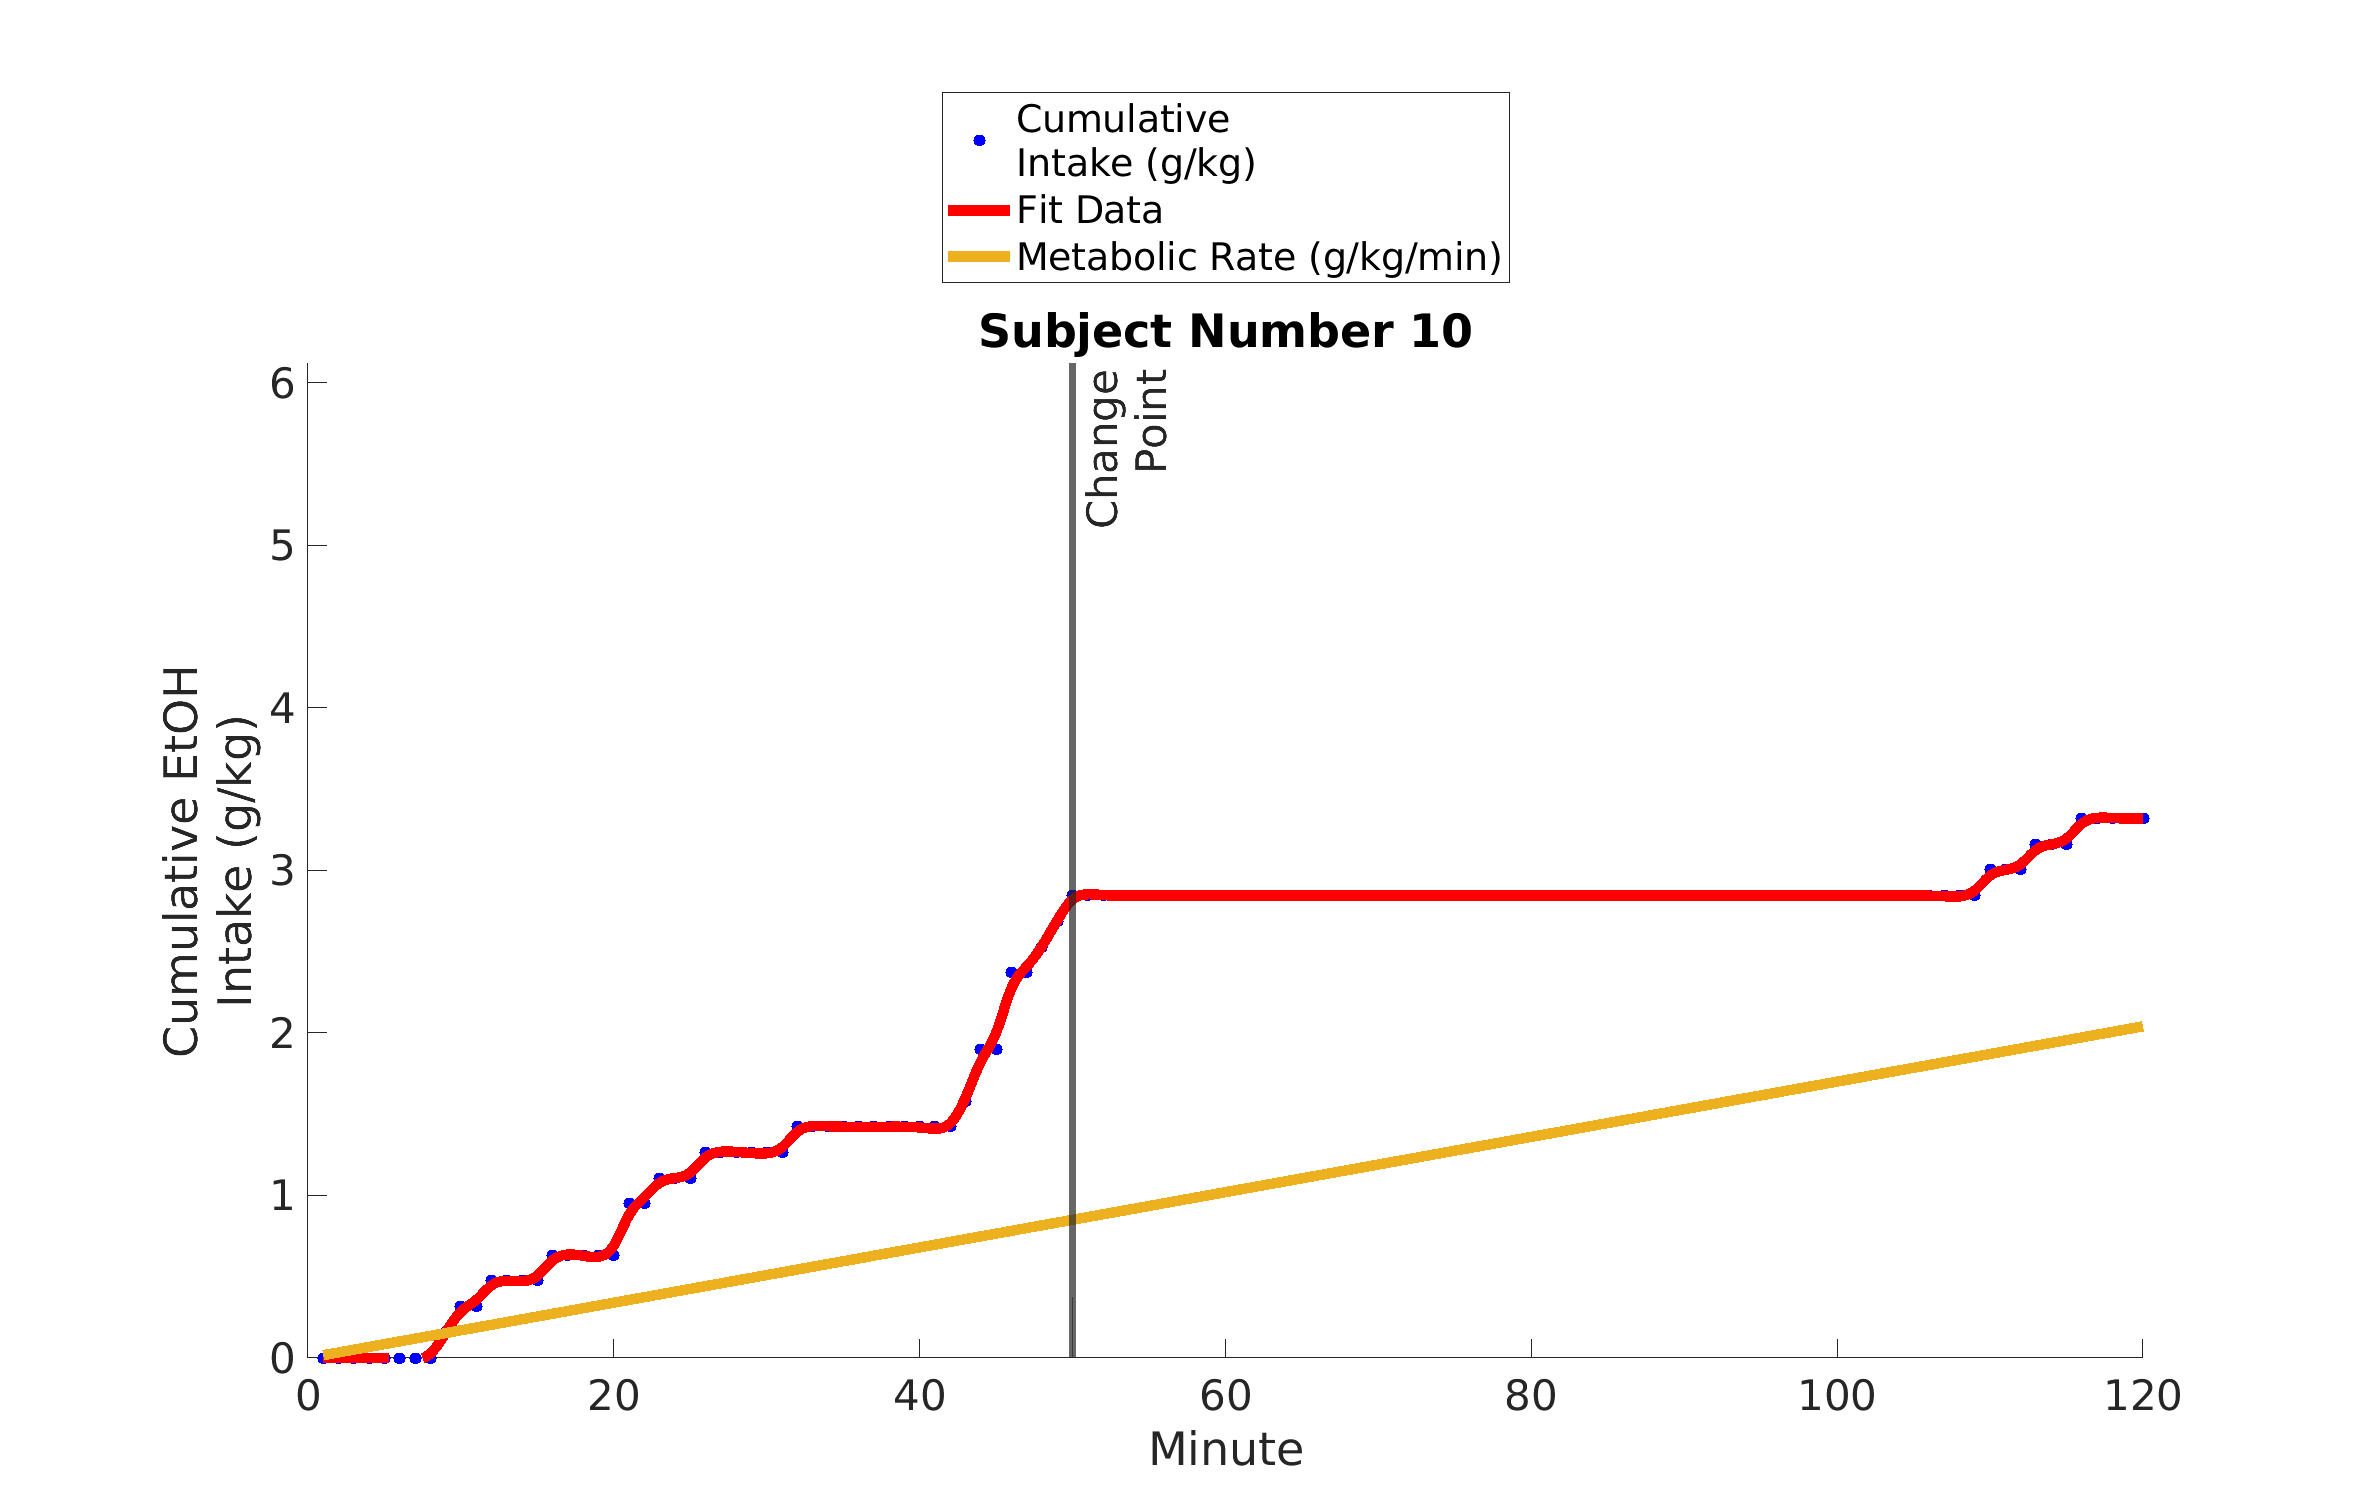 Cumulative
Intake (g/kg)
Fit Data
Metabolic Rate (g/kg/min)
Subject Number 10
Change
Point
Cumulative EtOH
Intake (g/kg)
6
5
4
3
2
1
0
0 20 40 60 80 100 120
Minute